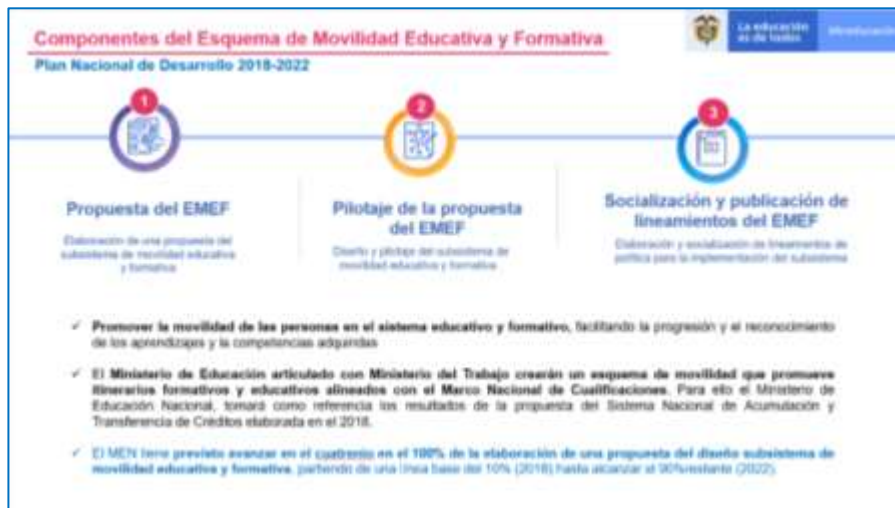 Componentes del Esquema de Movilidad Educativa y Formativa
La educación
es de todos
Mineducación
Plan Nacional de Desarrollo 2018-2022
1
2
3
Propuesta del EMEF
Elaboración de una propuesta del
subsistema de movilidad educativa
y formativa
Pilotaje de la propuesta
del EMEF
Diseño y pilotaje del subsistema de
movilidad educativa y formativa
Socialización y publicación de
lineamientos del EMEF
Elaboración y socialización de lineamientos de
política para la implementación del subsistema
✓ Promover la movilidad de las personas en el sistema educativo y formativo, facilitando la progresión y el reconocimiento
de los aprendizajes y la competencias adquiridas
✓ El Ministerio de Educación articulado con Ministerio del Trabajo crearán un esquema de movilidad que promueva
itinerarios formativos y educativos alineados con el Marco Nacional de Cualificaciones. Para ello el Ministerio de
Educación Nacional, tomará como referencia los resultados de la propuesta del Sistema Nacional de Acumulación y
Transferencia de Créditos elaborada en el 2018.
✓ El MEN tiene previsto avanzar en el cuatrenio en el 100% de la elaboración de una propuesta del diseño subsistema de
movilidad educativa y formativa, partiendo de una línea base del 10% (2018) hasta alcanzar el 90%restante (2022).